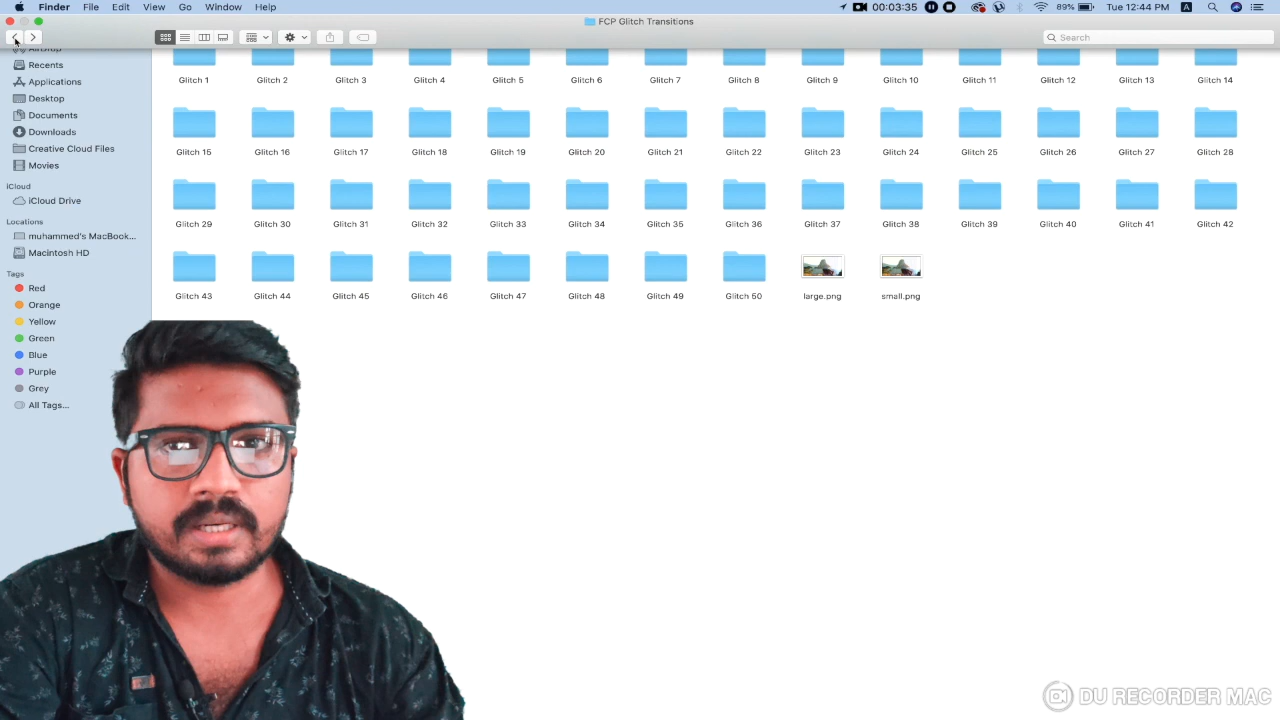 Finder File Edit View Go Window Help 00:03:35 89% Tue 12:44 PM A
FCP Glitch Transitions
Search
AirDrop
Recents
Applications
Desktop
Documents
Downloads
Creative Cloud Files
Movies
iCloud
iCloud Drive
Locations
muhammed's MacBook...
Macintosh HD
Tags
Red
Orange
Yellow
Green
Blue
Purple
Grey
All Tags...
Glitch 1 Glitch 2 Glitch 3 Glitch 4 Glitch 5 Glitch 6 Glitch 7 Glitch 8 Glitch 9 Glitch 10 Glitch 11 Glitch 12 Glitch 13 Glitch 14
Glitch 15 Glitch 16 Glitch 17 Glitch 18 Glitch 19 Glitch 20 Glitch 21 Glitch 22 Glitch 23 Glitch 24 Glitch 25 Glitch 26 Glitch 27 Glitch 28
Glitch 29 Glitch 30 Glitch 31 Glitch 32 Glitch 33 Glitch 34 Glitch 35 Glitch 36 Glitch 37 Glitch 38 Glitch 39 Glitch 40 Glitch 41 Glitch 42
Glitch 43 Glitch 44 Glitch 45 Glitch 46 Glitch 47 Glitch 48 Glitch 49 Glitch 50 large.png small.png
DU RECORDER MAC